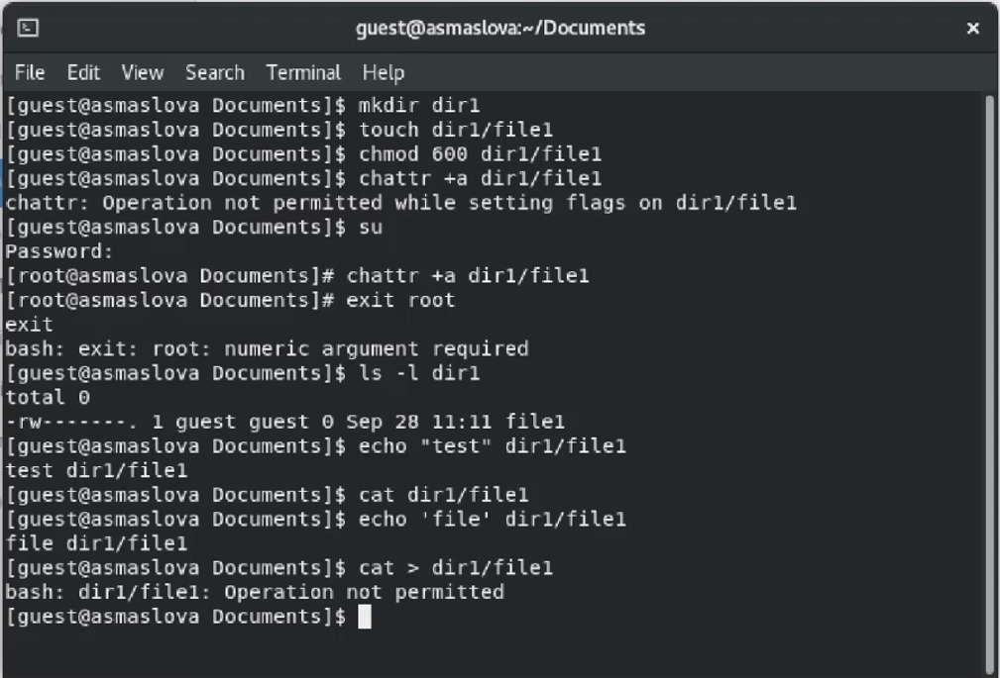 guest@asmaslova:~/Documents
File Edit View Search Terminal Help
[guest@asmaslova Documents]$ mkdir dir1
[guest@asmaslova Documents]$ touch dir1/file1
[guest@asmaslova Documents]$ chmod 600 dir1/file1
[guest@asmaslova Documents]$ chattr +a dir1/file1
chattr: Operation not permitted while setting flags on dir1/file1
[guest@asmaslova Documents]$ su
Password:
[root@asmaslova Documents]# chattr +a dir1/file1
[root@asmaslova Documents]# exit root
exit
bash: exit: root: numeric argument required
[guest@asmaslova Documents]$ ls -l dir1
total 0
-rw-------. 1 guest guest 0 Sep 28 11:11 file1
[guest@asmaslova Documents]$ echo "test" dir1/file1
test dir1/file1
[guest@asmaslova Documents]$ cat dir1/file1
[guest@asmaslova Documents]$ echo 'file' dir1/file1
file dir1/file1
[guest@asmaslova Documents]$ cat > dir1/file1
bash: dir1/file1: Operation not permitted
[guest@asmaslova Documents]$